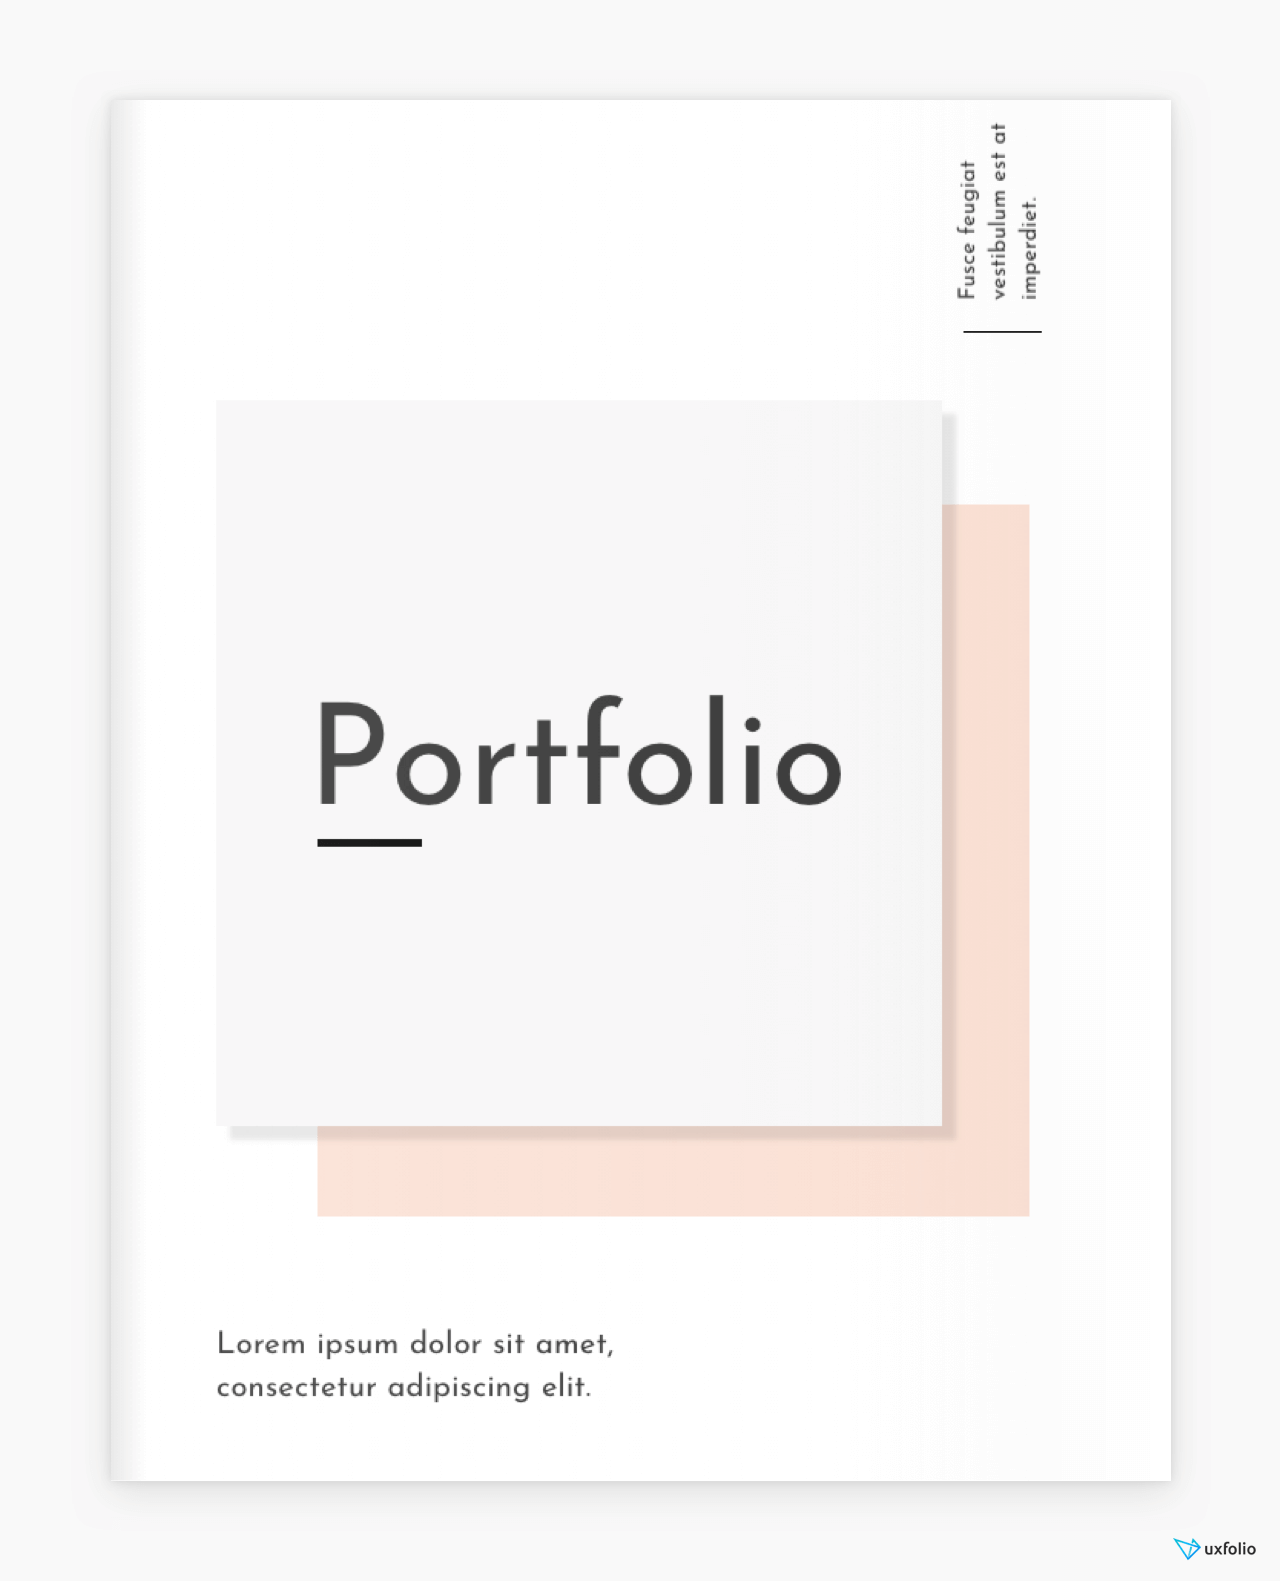 Fusce feugiat
vestibulum est at
imperdiet.
Portfolio
Lorem ipsum dolor sit amet,
consectetur adipiscing elit.
uxfolio